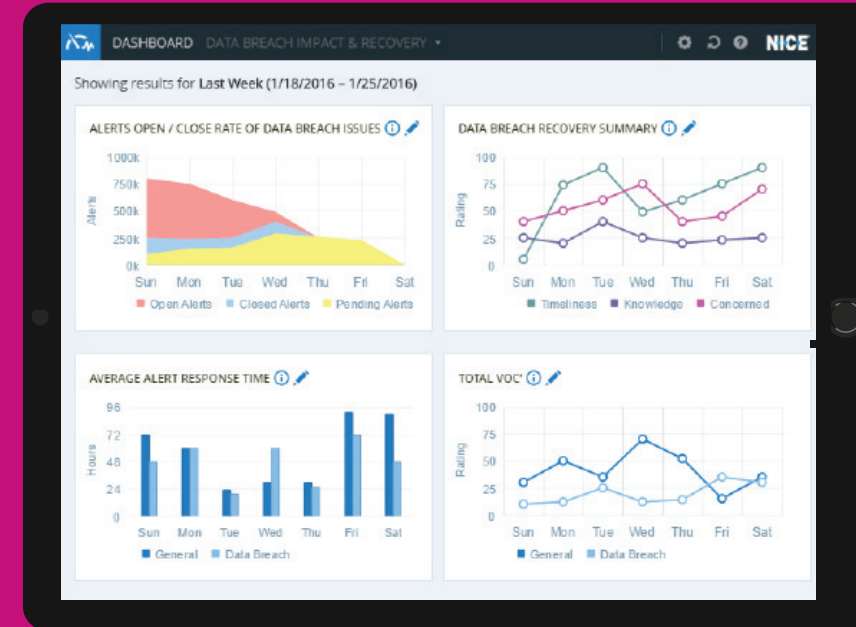 DASHBOARD DATA BREACH IMPACT & RECOVERY
NICE
Showing results for Last Week (1/18/2016 – 1/25/2016)
ALERTS OPEN / CLOSE RATE OF DATA BREACH ISSUES
1000k
750k
500k
250k
0k
Alerts
Sun Mon Tue Wed Thu Fri Sat
Open Alerts Closed Alerts Pending Alerts
DATA BREACH RECOVERY SUMMARY
100
75
50
25
0
Rating
Sun Mon Tue Wed Thu Fri Sat
Timeliness Knowledge Concerned
AVERAGE ALERT RESPONSE TIME
96
72
48
24
0
Hours
Sun Mon Tue Wed Thu Fri Sat
General Data Breach
TOTAL VOC'
100
75
50
25
0
Rating
Sun Mon Tue Wed Thu Fri Sat
General Data Breach